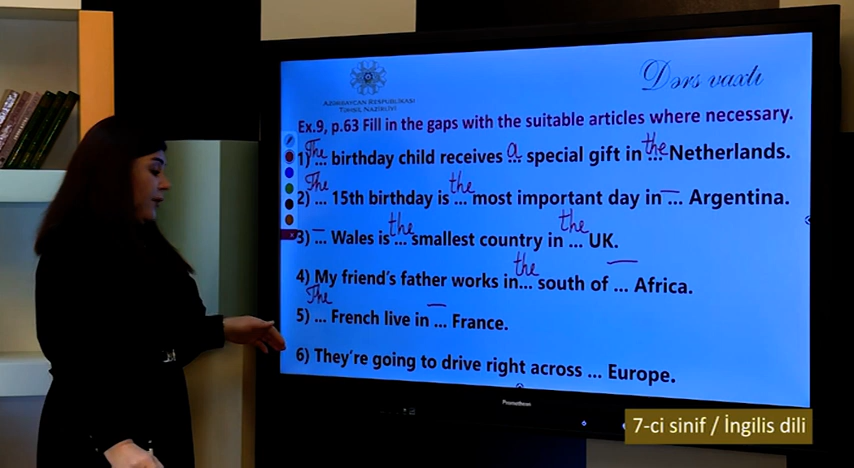 Dərs vaxtı
AZƏRBAYCAN RESPUBLİKASI
TƏHSİL NAZİRLİYİ
Ex.9, p.63 Fill in the gaps with the suitable articles where necessary.
1) The ... birthday child receives a ... special gift in the ... Netherlands.
2) The ... 15th birthday is the ... most important day in — ... Argentina.
3) — ... Wales is the ... smallest country in the ... UK.
4) My friend's father works in the ... south of — ... Africa.
5) The ... French live in — ... France.
6) They're going to drive right across ... Europe.
Promethean
7-ci sinif / İngilis dili